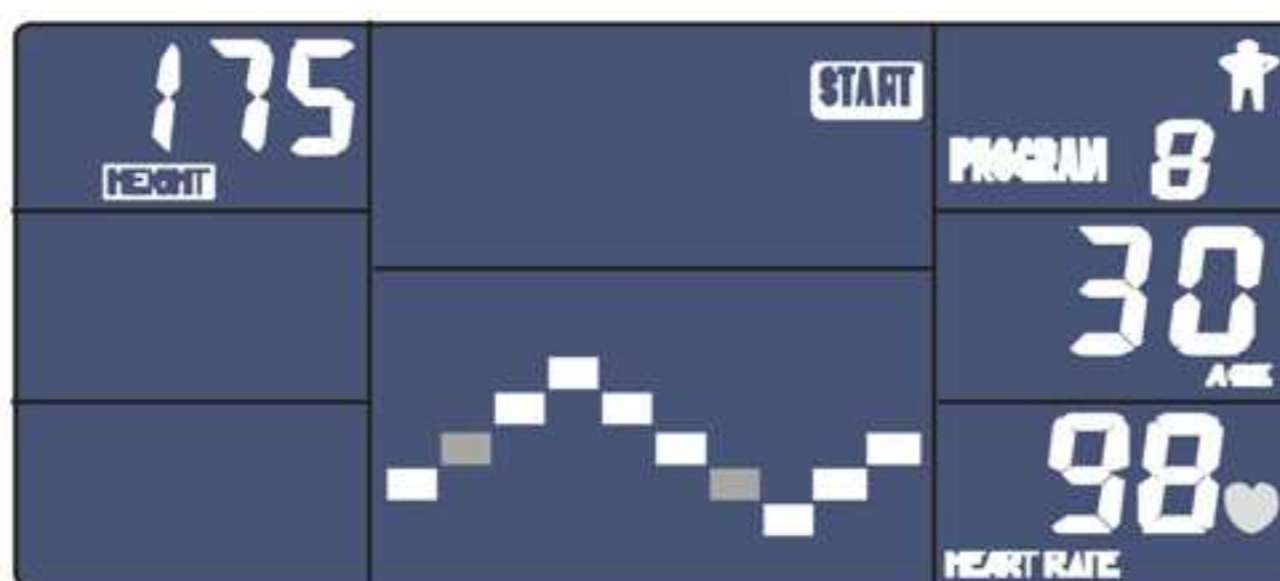 175
HEIGHT
START
PROGRAM 8
30
AGE
98
HEART RATE